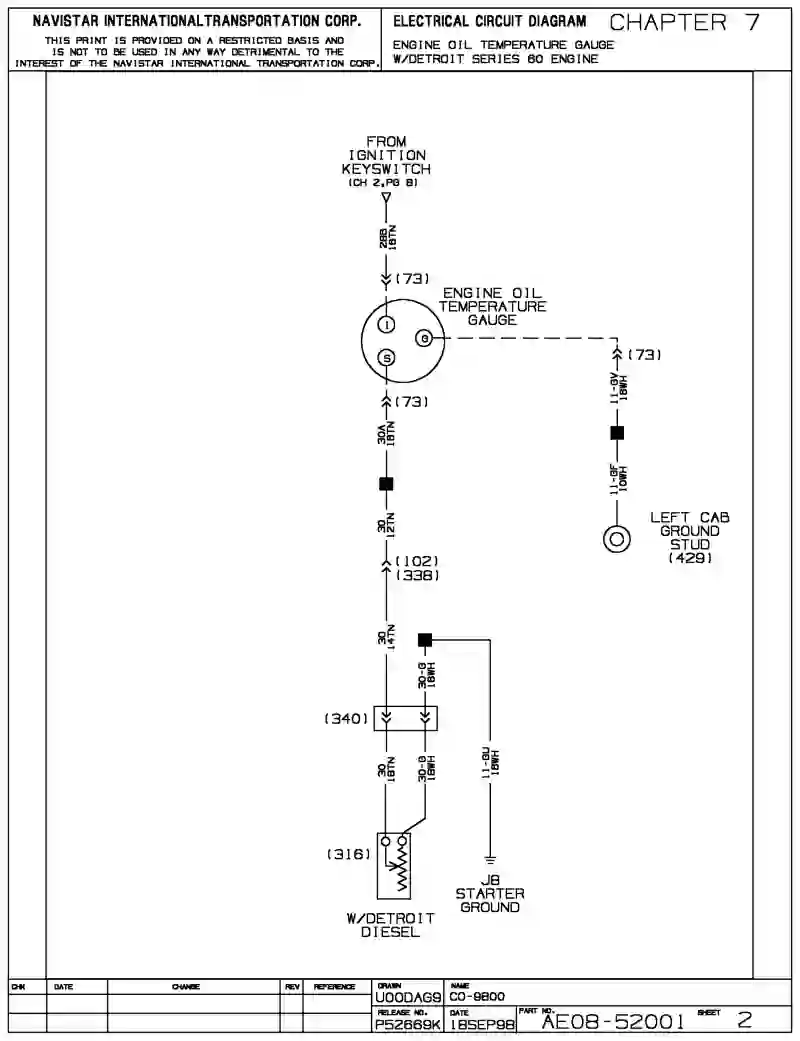 NAVISTAR INTERNATIONALTRANSPORTATION CORP.
THIS PRINT IS PROVIDED ON A RESTRICTED BASIS AND
IS NOT TO BE USED IN ANY WAY DETRIMENTAL TO THE
INTEREST OF THE NAVISTAR INTERNATIONAL TRANSPORTATION CORP.
ELECTRICAL CIRCUIT DIAGRAM CHAPTER 7
ENGINE OIL TEMPERATURE GAUGE
W/DETROIT SERIES 60 ENGINE
FROM
IGNITION
KEYSWITCH
(CH 2,PG 8)
28B
18TN
(73)
ENGINE OIL
TEMPERATURE
GAUGE
I
G
S
(73)
(73)
11-GV
18WH
30A
18TN
11-GF
10WH
LEFT CAB
GROUND
STUD
(429)
30
12TN
(102)
(338)
30
14TN
30-G
18WH
(340)
30
18TN
30-G
18WH
11-GU
18WH
(316)
J8
STARTER
GROUND
W/DETROIT
DIESEL
CHK DATE CHANGE REV REFERENCE
DRAWN
U00DAG9
NAME
CO-9800
RELEASE NO.
P52669K
DATE
18SEP98
PART NO.
AE08-52001
SHEET 2